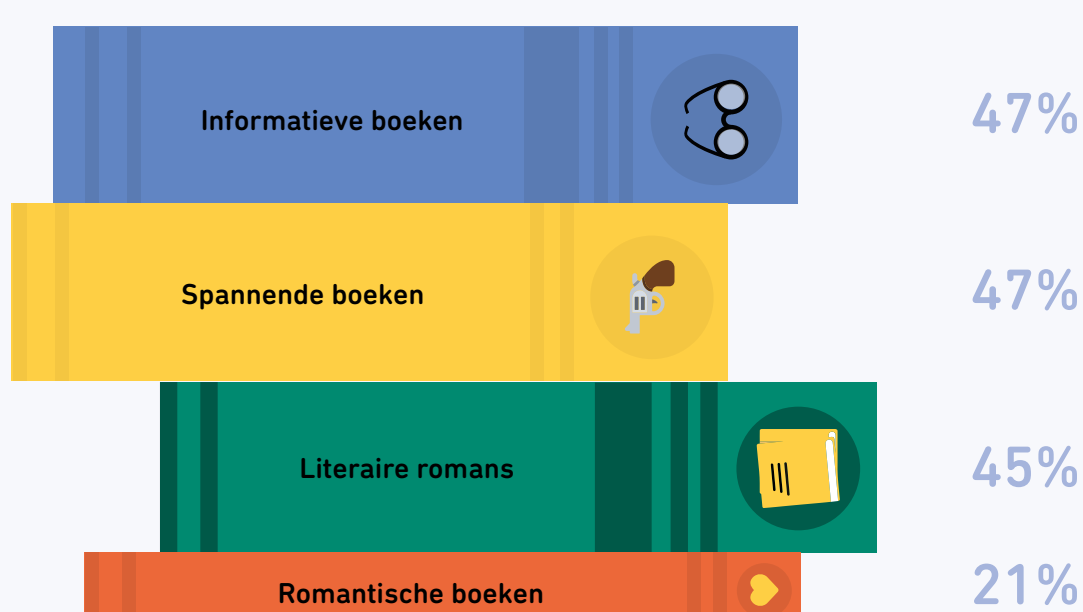 Informatieve boeken 47%
Spannende boeken 47%
Literaire romans 45%
Romantische boeken 21%